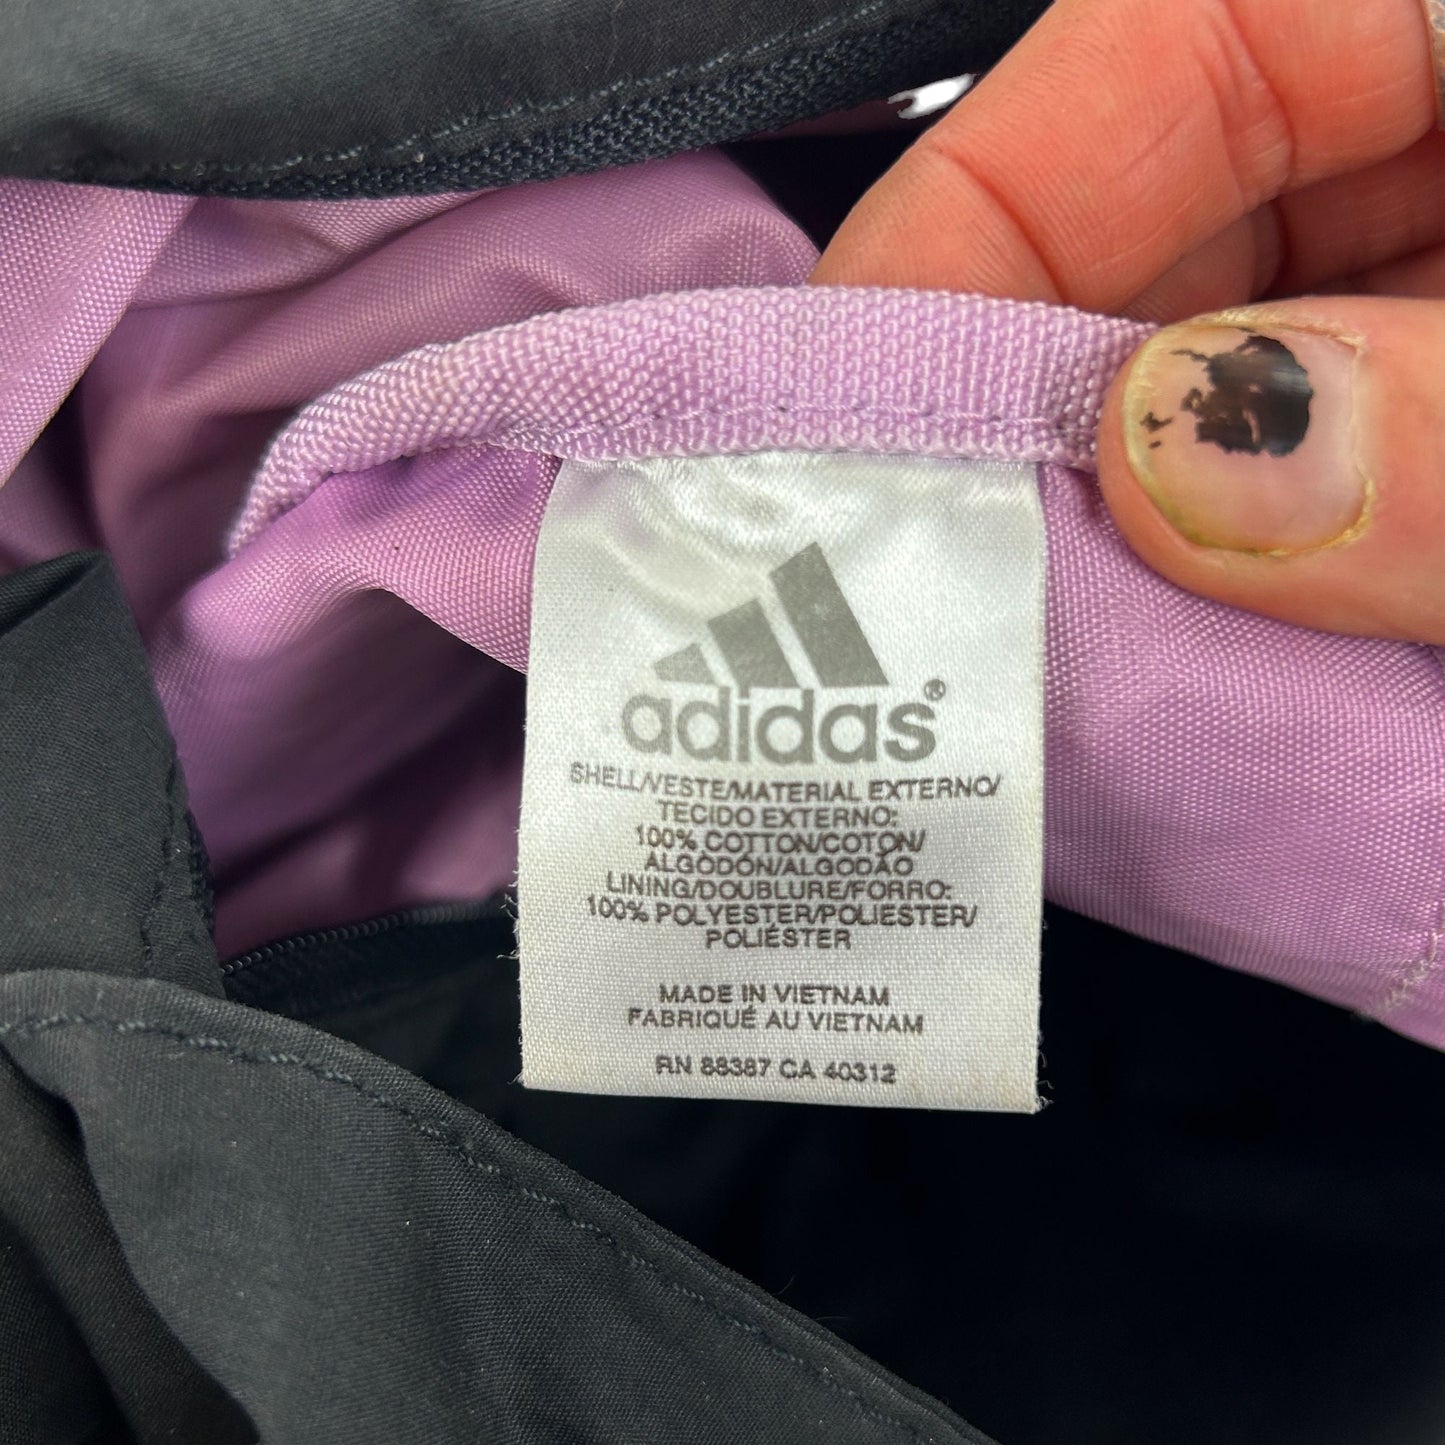 adidas®
SHELL/VESTE/MATERIAL EXTERNO/
TECIDO EXTERNO:
100% COTTON/COTON/
ALGODÓN/ALGODÃO
LINING/DOUBLURE/FORRO:
100% POLYESTER/POLIESTER/
POLIÉSTER
MADE IN VIETNAM
FABRIQUÉ AU VIETNAM
RN 88387 CA 40312